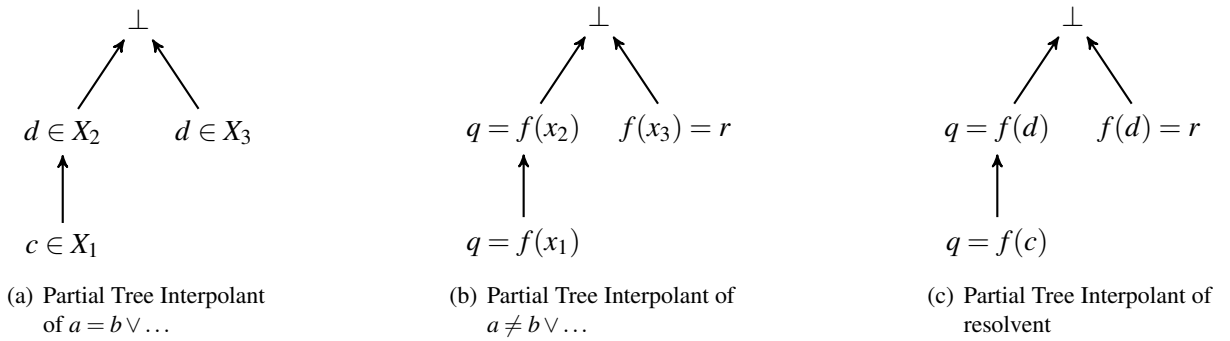 ⊥ ⊥ ⊥
d ∈ X₂ d ∈ X₃ q = f(x₂) f(x₃) = r q = f(d) f(d) = r
c ∈ X₁ q = f(x₁) q = f(c)
(a) Partial Tree Interpolant
of a = b ∨ …
(b) Partial Tree Interpolant of
a ≠ b ∨ …
(c) Partial Tree Interpolant of
resolvent